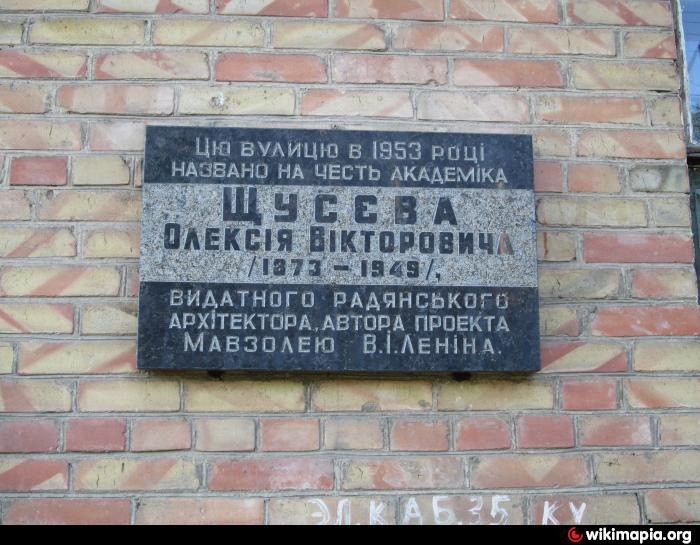 Цю вулицю в 1953 році
названо на честь академіка
Щусєва
Олексія Вікторовича
/1873 – 1949/,
видатного радянського
архітектора, автора проекта
Мавзолею В.І.Леніна.
ЭЛ.КАБ.35 КУ
wikimapia.org